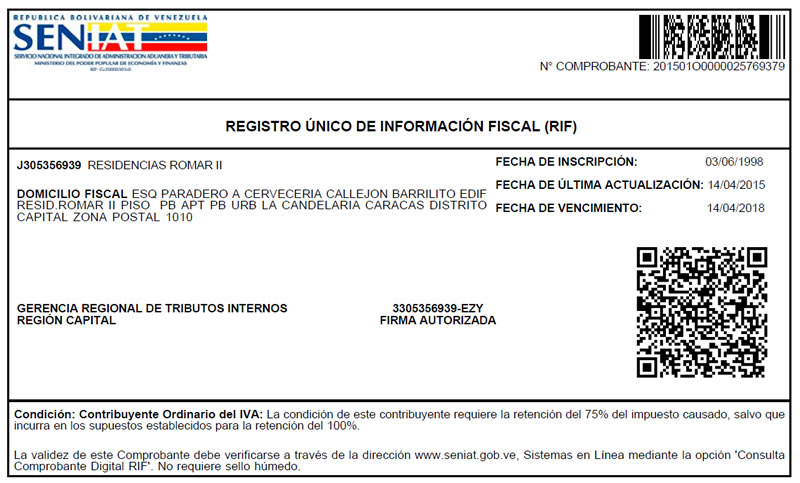 REPUBLICA BOLIVARIANA DE VENEZUELA
SENIAT
SERVICIO NACIONAL INTEGRADO DE ADMINISTRACION ADUANERA Y TRIBUTARIA
MINISTERIO DEL PODER POPULAR DE ECONOMÍA Y FINANZAS
N° COMPROBANTE: 201501O0000025769379
REGISTRO ÚNICO DE INFORMACIÓN FISCAL (RIF)
J305356939 RESIDENCIAS ROMAR II
FECHA DE INSCRIPCIÓN: 03/06/1998
FECHA DE ÚLTIMA ACTUALIZACIÓN: 14/04/2015
FECHA DE VENCIMIENTO: 14/04/2018
DOMICILIO FISCAL ESQ PARADERO A CERVECERIA CALLEJON BARRILITO EDIF
RESID.ROMAR II PISO PB APT PB URB LA CANDELARIA CARACAS DISTRITO
CAPITAL ZONA POSTAL 1010
GERENCIA REGIONAL DE TRIBUTOS INTERNOS
REGIÓN CAPITAL
3305356939-EZY
FIRMA AUTORIZADA
Condición: Contribuyente Ordinario del IVA: La condición de este contribuyente requiere la retención del 75% del impuesto causado, salvo que
incurra en los supuestos establecidos para la retención del 100%.
La validez de este Comprobante debe verificarse a través de la dirección www.seniat.gob.ve, Sistemas en Línea mediante la opción 'Consulta
Comprobante Digital RIF'. No requiere sello húmedo.